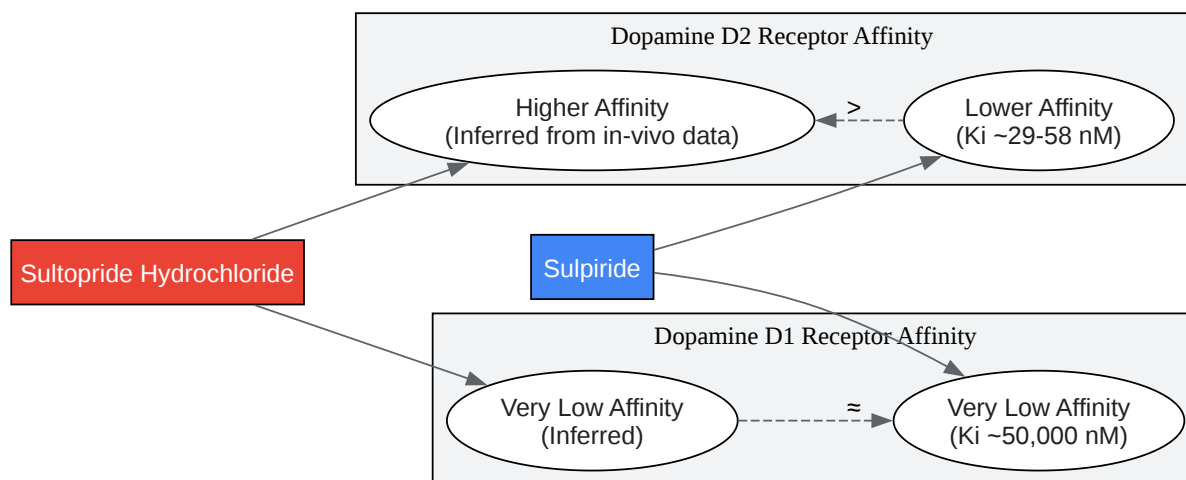 Dopamine D2 Receptor Affinity
Higher Affinity
(Inferred from in-vivo data)
>
Lower Affinity
(Ki ~29-58 nM)
Sultopride Hydrochloride
Sulpiride
Dopamine D1 Receptor Affinity
Very Low Affinity
(Inferred)
≈
Very Low Affinity
(Ki ~50,000 nM)